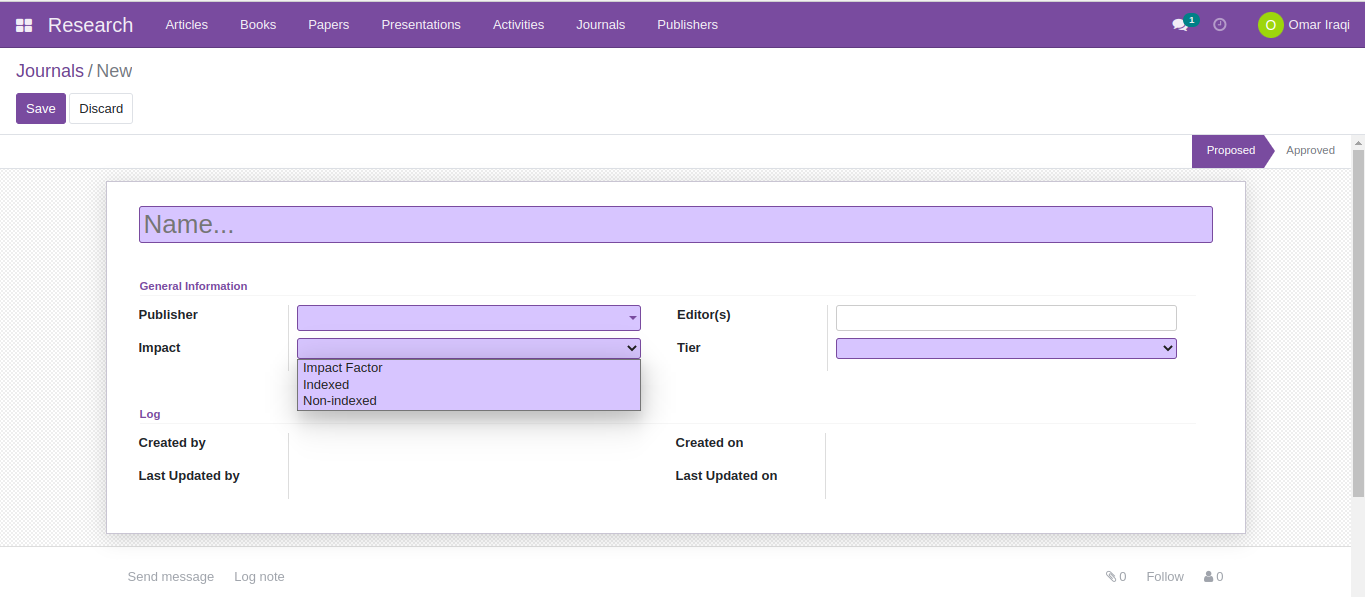 Research Articles Books Papers Presentations Activities Journals Publishers 1 O Omar Iraqi
Journals / New
Save Discard
Proposed Approved
Name...
General Information
Publisher Editor(s)
Impact Tier
Impact Factor
Indexed
Non-indexed
Log
Created by Created on
Last Updated by Last Updated on
Send message Log note 0 Follow 0